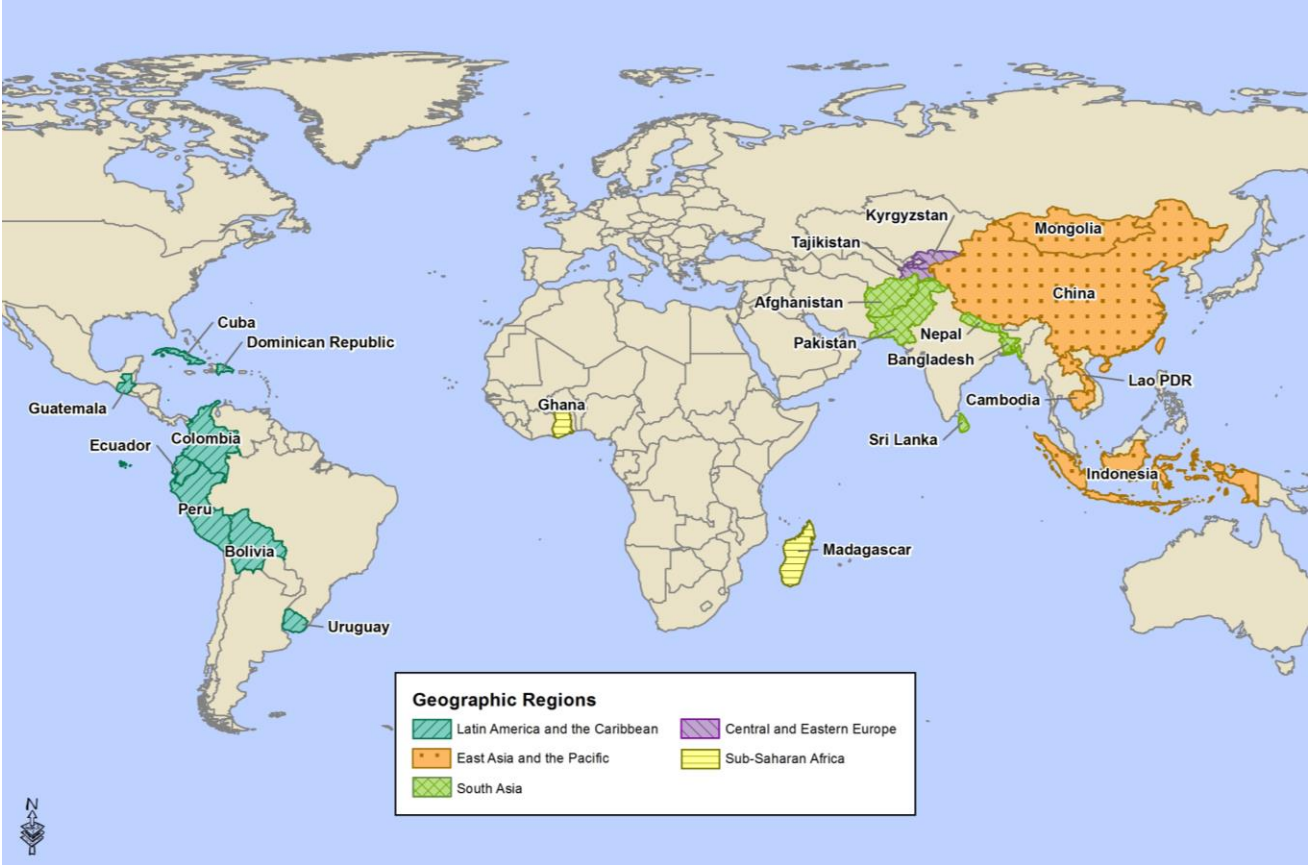 Kyrgyzstan
Mongolia
Tajikistan
China
Afghanistan
Cuba
Nepal
Dominican Republic
Pakistan
Bangladesh
Lao PDR
Cambodia
Guatemala
Ghana
Colombia
Sri Lanka
Ecuador
Indonesia
Peru
Bolivia
Madagascar
Uruguay
Geographic Regions
Latin America and the Caribbean
East Asia and the Pacific
South Asia
Central and Eastern Europe
Sub-Saharan Africa
N